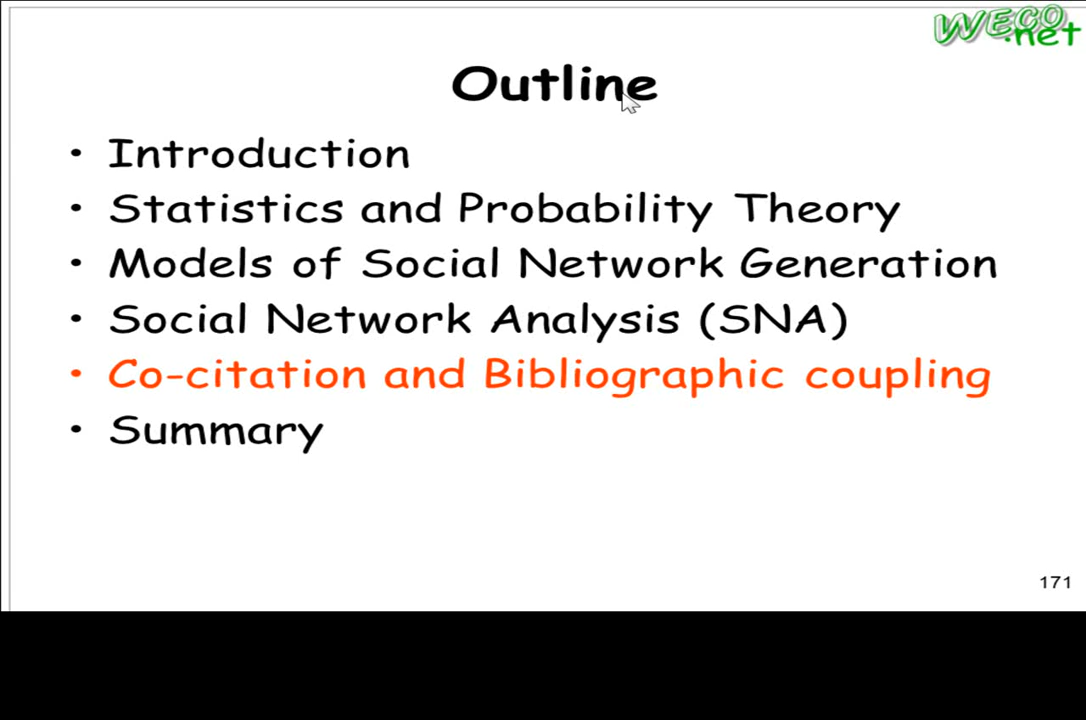 WECO
.net
Outline
• Introduction
• Statistics and Probability Theory
• Models of Social Network Generation
• Social Network Analysis (SNA)
• Co-citation and Bibliographic coupling
• Summary
171